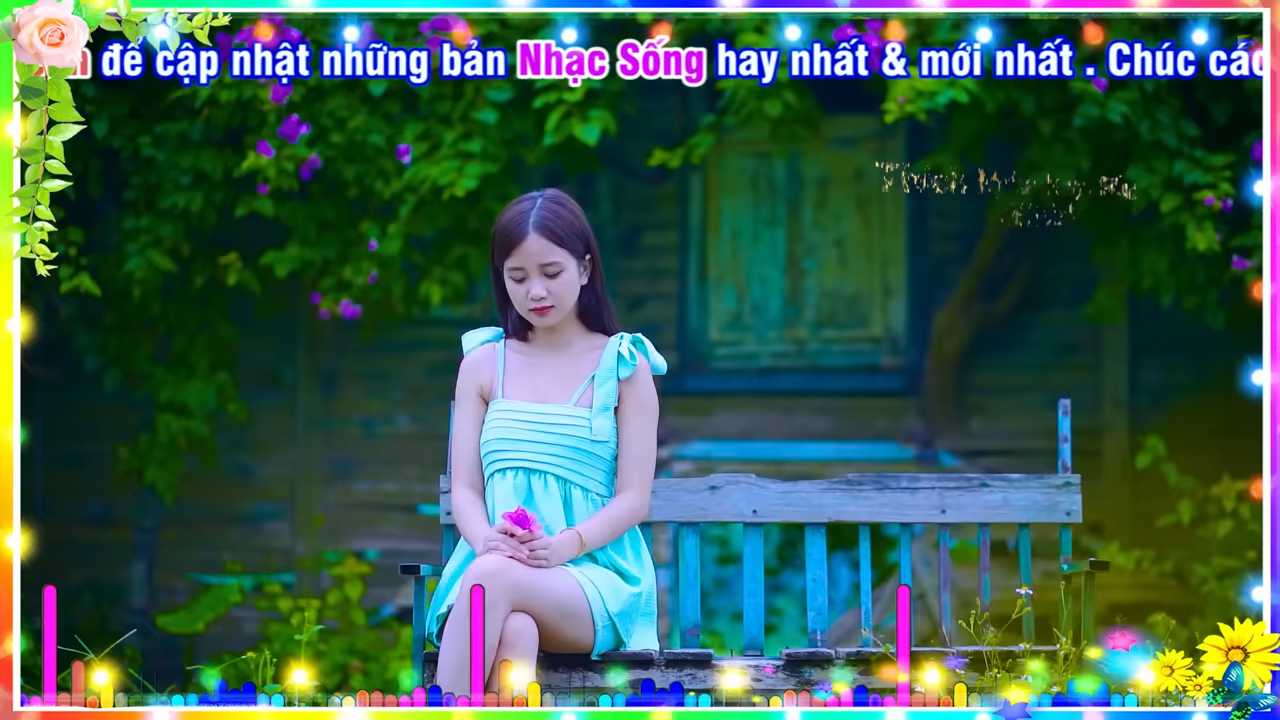 để cập nhật những bản Nhạc Sống hay nhất & mới nhất . Chúc các